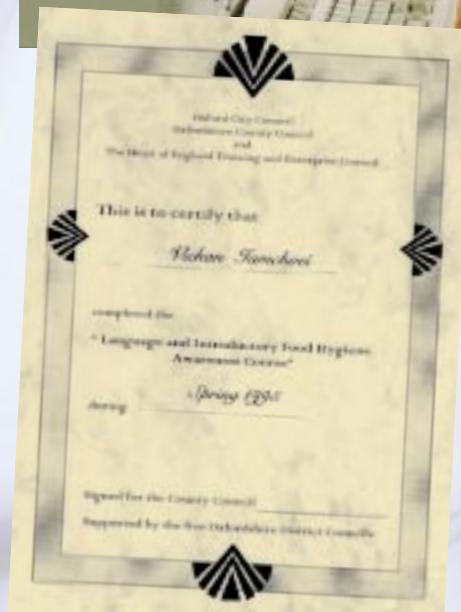 Oxford City Council
Oxfordshire County Council
and
The Heart of England Training and Enterprise Council
This is to certify that
completed the
" Language and Introductory Food Hygiene
Awareness Course"
during
Spring
Signed for the County Council
Supported by the five Oxfordshire District Councils